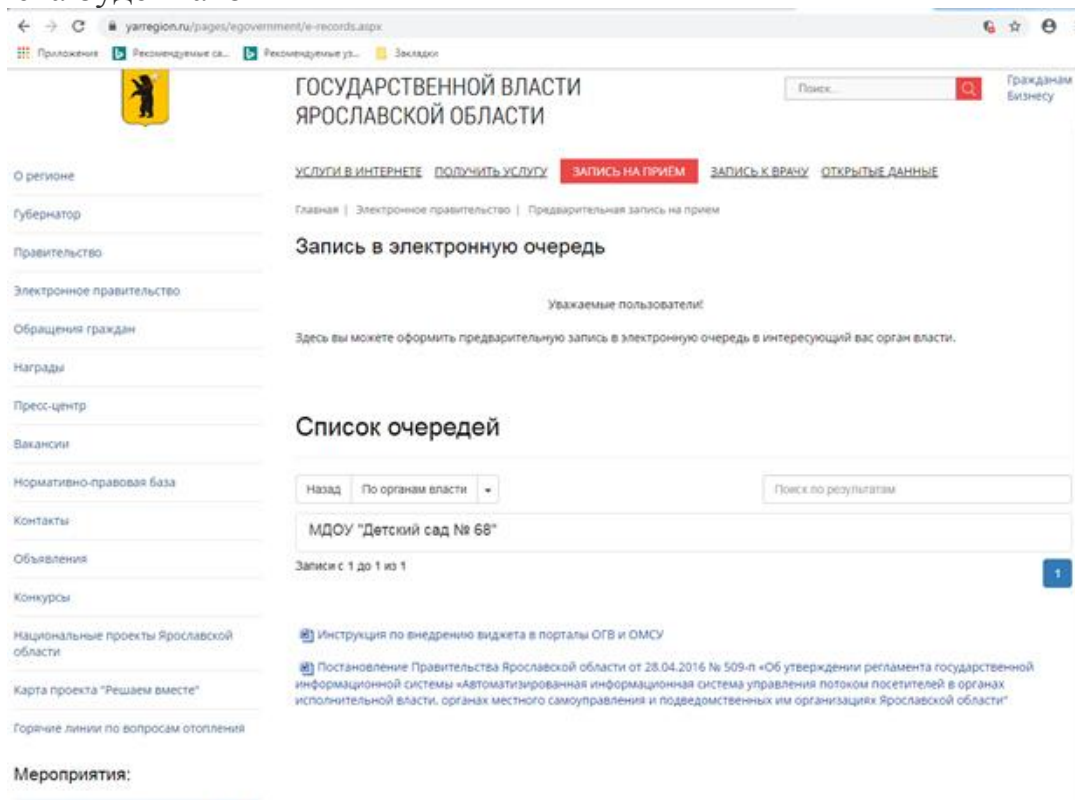 yarregion.ru/pages/egovernment/e-records.aspx
Приложения Рекомендуемые са... Рекомендуемые уз... Закладки
ГОСУДАРСТВЕННОЙ ВЛАСТИ
ЯРОСЛАВСКОЙ ОБЛАСТИ
Поиск...
Гражданам
Бизнесу
УСЛУГИ В ИНТЕРНЕТЕ ПОЛУЧИТЬ УСЛУГУ ЗАПИСЬ НА ПРИЁМ ЗАПИСЬ К ВРАЧУ ОТКРЫТЫЕ ДАННЫЕ
О регионе
Губернатор
Правительство
Электронное правительство
Обращения граждан
Награды
Пресс-центр
Вакансии
Нормативно-правовая база
Контакты
Объявления
Конкурсы
Национальные проекты Ярославской
области
Карта проекта "Решаем вместе"
Горячие линии по вопросам отопления
Мероприятия:
Главная | Электронное правительство | Предварительная запись на прием
Запись в электронную очередь
Уважаемые пользователи!
Здесь вы можете оформить предварительную запись в электронную очередь в интересующий вас орган власти.
Список очередей
Назад По органам власти
Поиск по результатам
МДОУ "Детский сад № 68"
Записи с 1 до 1 из 1
1
Инструкция по внедрению виджета в порталы ОГВ и ОМСУ
Постановление Правительства Ярославской области от 28.04.2016 № 509-п «Об утверждении регламента государственной
информационной системы «Автоматизированная информационная система управления потоком посетителей в органах
исполнительной власти, органах местного самоуправления и подведомственных им организациях Ярославской области"